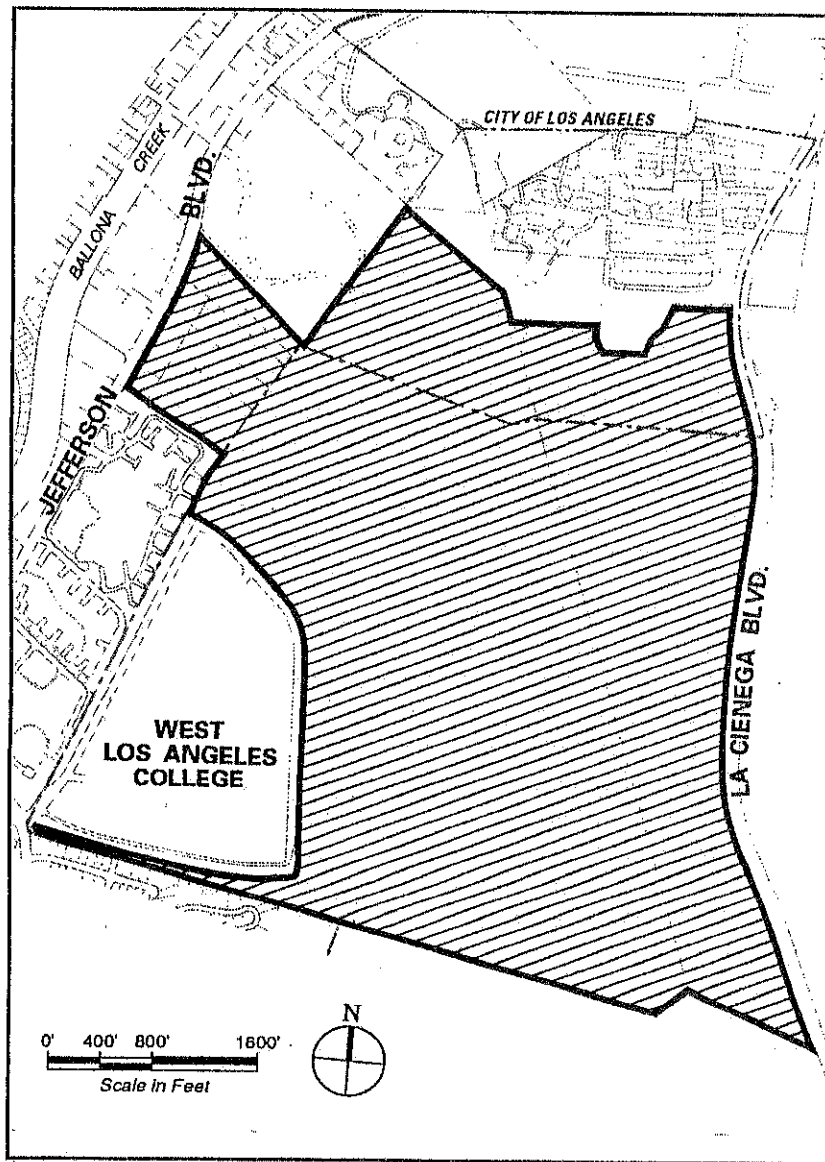 CITY OF LOS ANGELES
BALLONA CREEK
BLVD.
JEFFERSON
LA CIENEGA BLVD.
WEST
LOS ANGELES
COLLEGE
N
0' 400' 800' 1600'
Scale in Feet